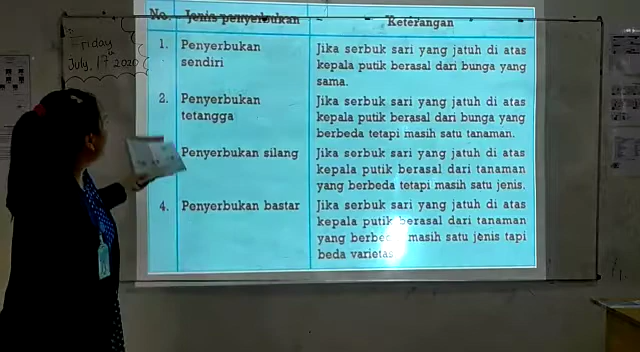 Friday
July, 17 2020
No. Jenis penyerbukan Keterangan
1. Penyerbukan sendiri
Jika serbuk sari yang jatuh di atas
kepala putik berasal dari bunga yang
sama.
2. Penyerbukan tetangga
Jika serbuk sari yang jatuh di atas
kepala putik berasal dari bunga yang
berbeda tetapi masih satu tanaman.
Penyerbukan silang
Jika serbuk sari yang jatuh di atas
kepala putik berasal dari tanaman
yang berbeda tetapi masih satu jenis.
4. Penyerbukan bastar
Jika serbuk sari yang jatuh di atas
kepala putik berasal dari tanaman
yang masih satu jenis tapi
beda varietas